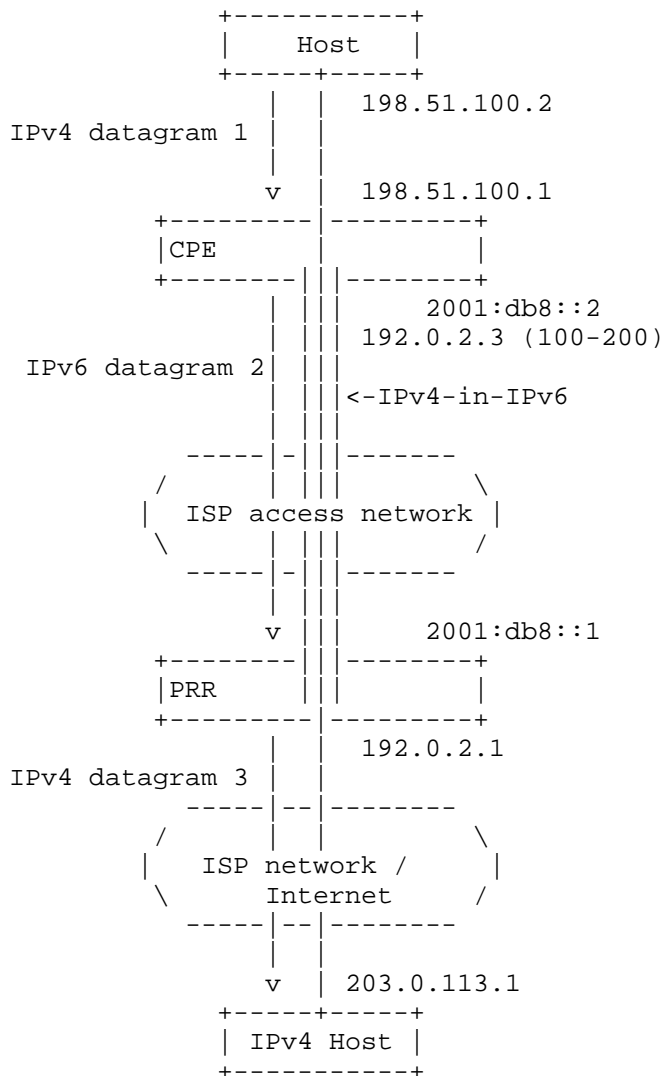 Host
198.51.100.2
IPv4 datagram 1
v 198.51.100.1
CPE
2001:db8::2
192.0.2.3 (100-200)
IPv6 datagram 2
<-IPv4-in-IPv6
ISP access network
v 2001:db8::1
PRR
192.0.2.1
IPv4 datagram 3
ISP network /
Internet
v 203.0.113.1
IPv4 Host